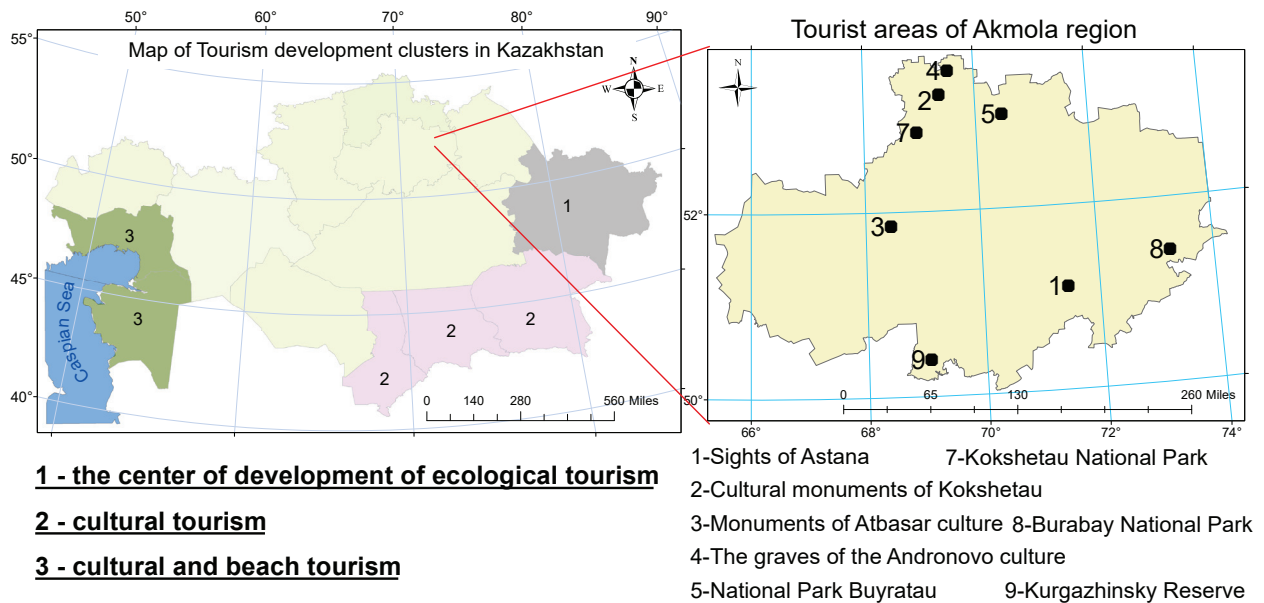 50° 60° 70° 80° 90°
55°
Map of Tourism development clusters in Kazakhstan
N
W E
S
50°
1
3
45°
3
2
2
2
Caspian Sea
40°
0 140 280 560 Miles
50° 60° 70° 80°
Tourist areas of Akmola region
N
4
2
5
7
52°
3
8
1
9
0 65 130 260 Miles
50°
66° 68° 70° 72° 74°
1 - the center of development of ecological tourism
2 - cultural tourism
3 - cultural and beach tourism
1-Sights of Astana 7-Kokshetau National Park
2-Cultural monuments of Kokshetau
3-Monuments of Atbasar culture 8-Burabay National Park
4-The graves of the Andronovo culture
5-National Park Buyratau 9-Kurgazhinsky Reserve